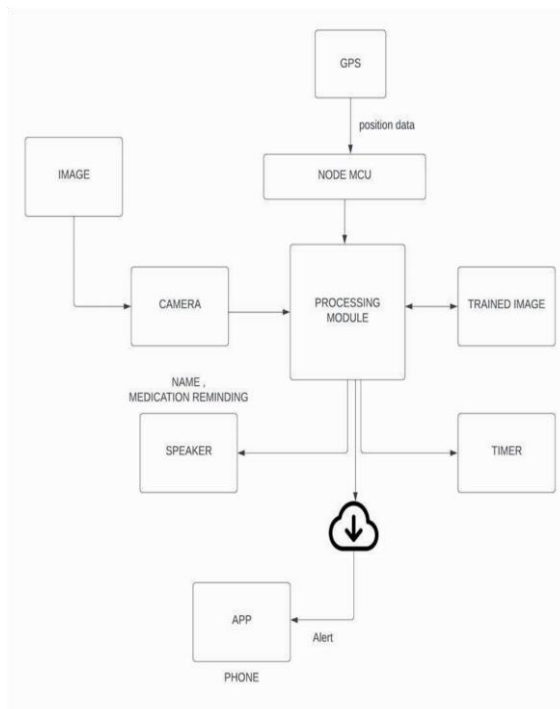 GPS
position data
IMAGE
NODE MCU
CAMERA
PROCESSING
MODULE
TRAINED IMAGE
NAME ,
MEDICATION REMINDING
SPEAKER
TIMER
APP
Alert
PHONE